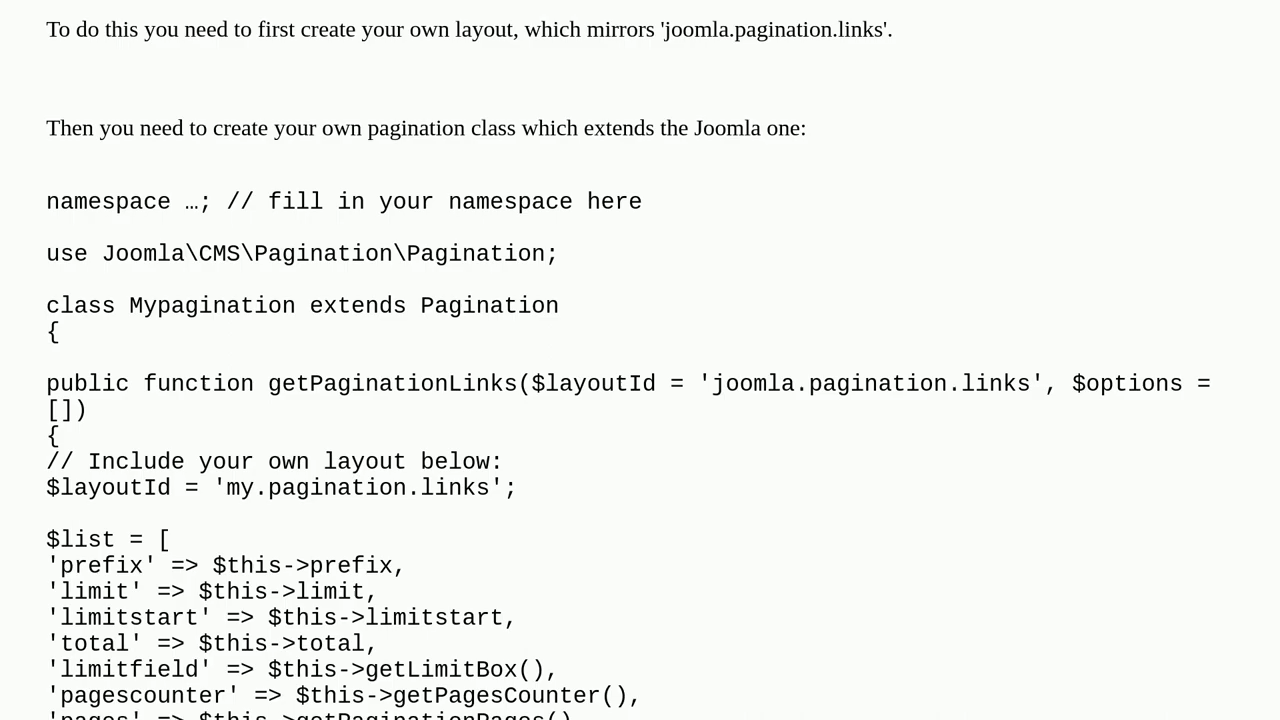 To do this you need to first create your own layout, which mirrors 'joomla.pagination.links'.
Then you need to create your own pagination class which extends the Joomla one:
namespace …; // fill in your namespace here
use Joomla\CMS\Pagination\Pagination;
class Mypagination extends Pagination
{
public function getPaginationLinks($layoutId = 'joomla.pagination.links', $options =
[])
{
// Include your own layout below:
$layoutId = 'my.pagination.links';
$list = [
'prefix' => $this->prefix,
'limit' => $this->limit,
'limitstart' => $this->limitstart,
'total' => $this->total,
'limitfield' => $this->getLimitBox(),
'pagescounter' => $this->getPagesCounter(),
'pages' => $this->getPaginationPages()